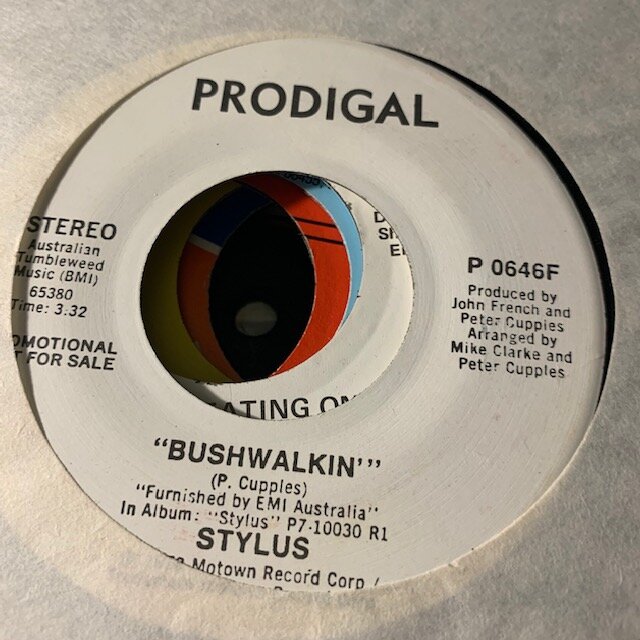 PRODIGAL
STEREO
Australian
Tumbleweed
Music (BMI)
65380
Time: 3.32
OMOTIONAL
T FOR SALE
P 0646F
Produced by
John French and
Peter Cupples
Arranged by
Mike Clarke and
Peter Cupples
ATING ON
"BUSHWALKIN'"
(P. Cupples)
"Furnished by EMI Australia"
In Album: "Stylus" P7-10030 R1
STYLUS
Motown Record Corp /